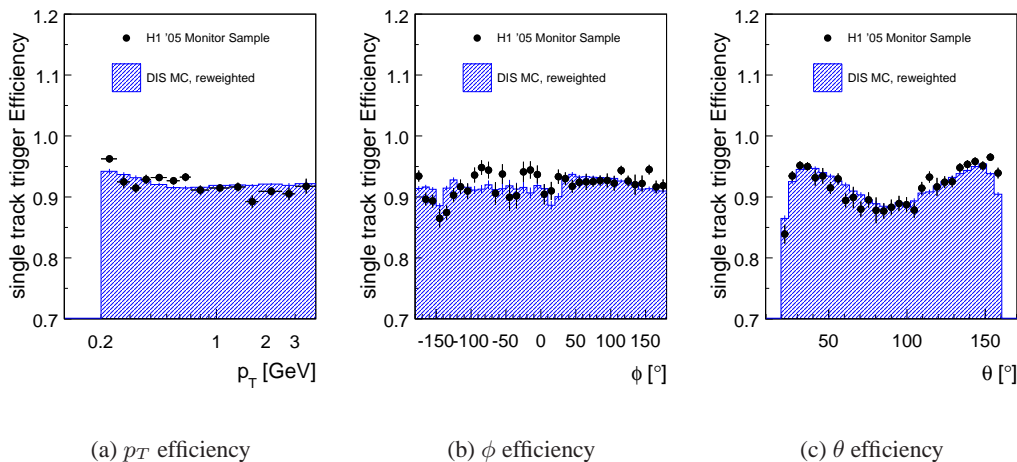 single track trigger Efficiency
1.2
1.1
1.0
0.9
0.8
0.7
H1 '05 Monitor Sample
DIS MC, reweighted
0.2 1 2 3
p_T [GeV]
(a) p_T efficiency
single track trigger Efficiency
1.2
1.1
1.0
0.9
0.8
0.7
H1 '05 Monitor Sample
DIS MC, reweighted
-150 -100 -50 0 50 100 150
ϕ [°]
(b) ϕ efficiency
single track trigger Efficiency
1.2
1.1
1.0
0.9
0.8
0.7
H1 '05 Monitor Sample
DIS MC, reweighted
50 100 150
θ [°]
(c) θ efficiency